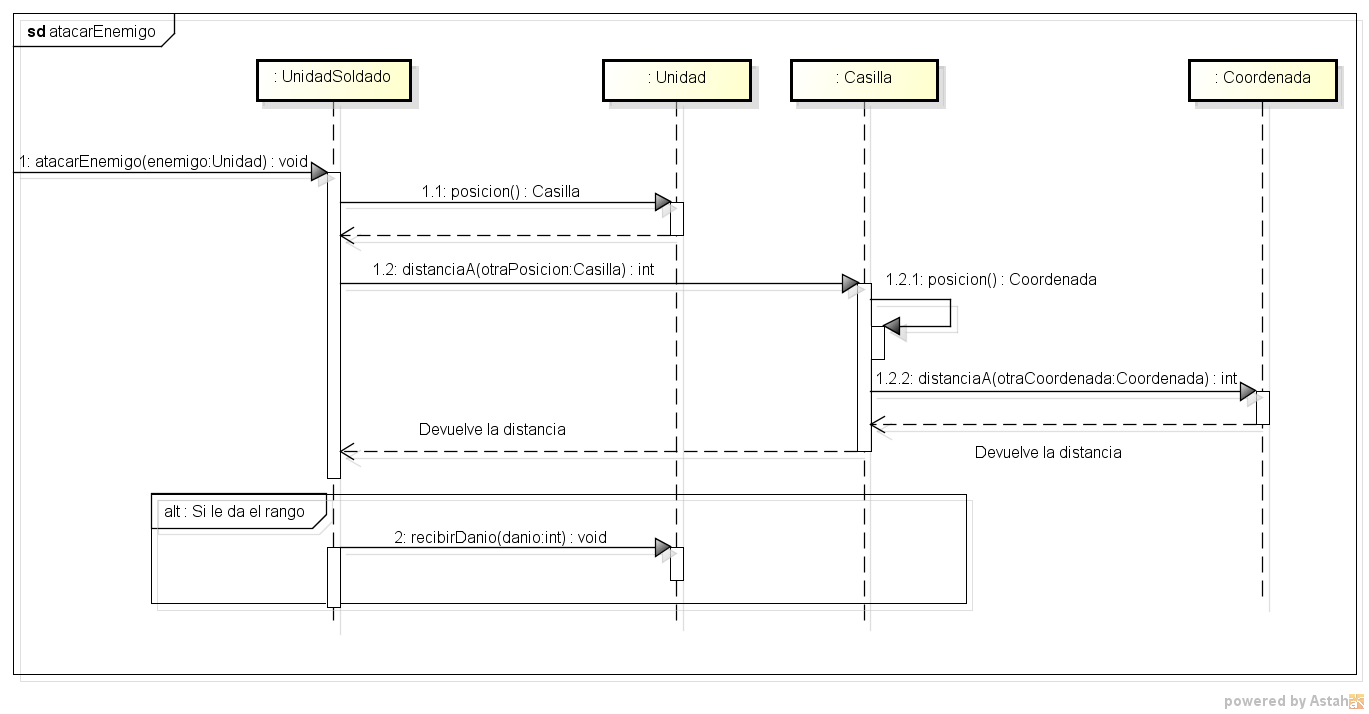 sd atacarEnemigo
: UnidadSoldado
: Unidad
: Casilla
: Coordenada
1: atacarEnemigo(enemigo:Unidad) : void
1.1: posicion() : Casilla
1.2: distanciaA(otraPosicion:Casilla) : int
1.2.1: posicion() : Coordenada
1.2.2: distanciaA(otraCoordenada:Coordenada) : int
Devuelve la distancia
Devuelve la distancia
alt : Si le da el rango
2: recibirDanio(danio:int) : void
powered by Astah